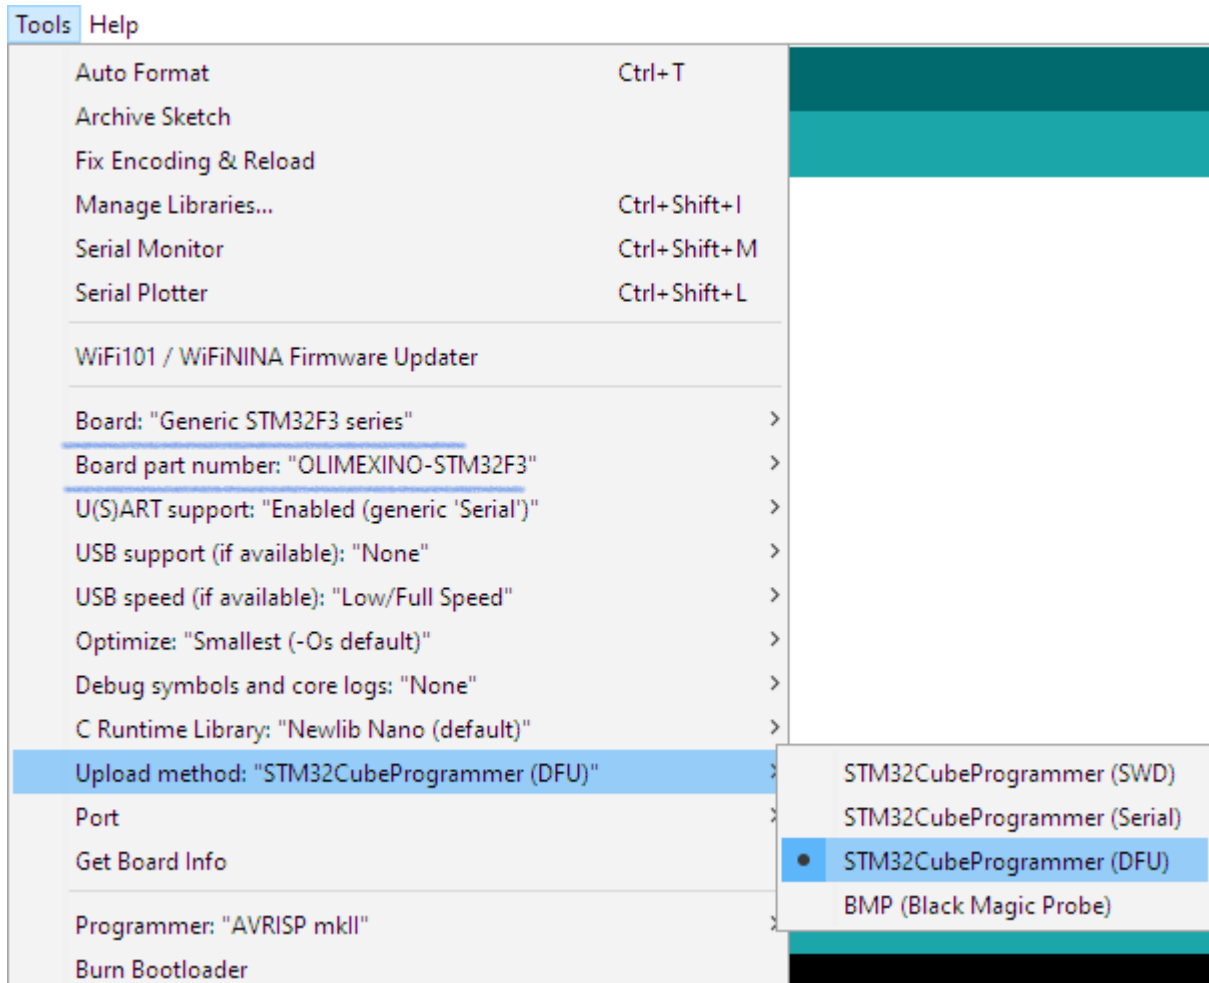 Tools Help
Auto Format Ctrl+T
Archive Sketch
Fix Encoding & Reload
Manage Libraries... Ctrl+Shift+I
Serial Monitor Ctrl+Shift+M
Serial Plotter Ctrl+Shift+L
WiFi101 / WiFiNINA Firmware Updater
Board: "Generic STM32F3 series"
Board part number: "OLIMEXINO-STM32F3"
U(S)ART support: "Enabled (generic 'Serial')"
USB support (if available): "None"
USB speed (if available): "Low/Full Speed"
Optimize: "Smallest (-Os default)"
Debug symbols and core logs: "None"
C Runtime Library: "Newlib Nano (default)"
Upload method: "STM32CubeProgrammer (DFU)"
Port
Get Board Info
Programmer: "AVRISP mkII"
Burn Bootloader
STM32CubeProgrammer (SWD)
STM32CubeProgrammer (Serial)
STM32CubeProgrammer (DFU)
BMP (Black Magic Probe)